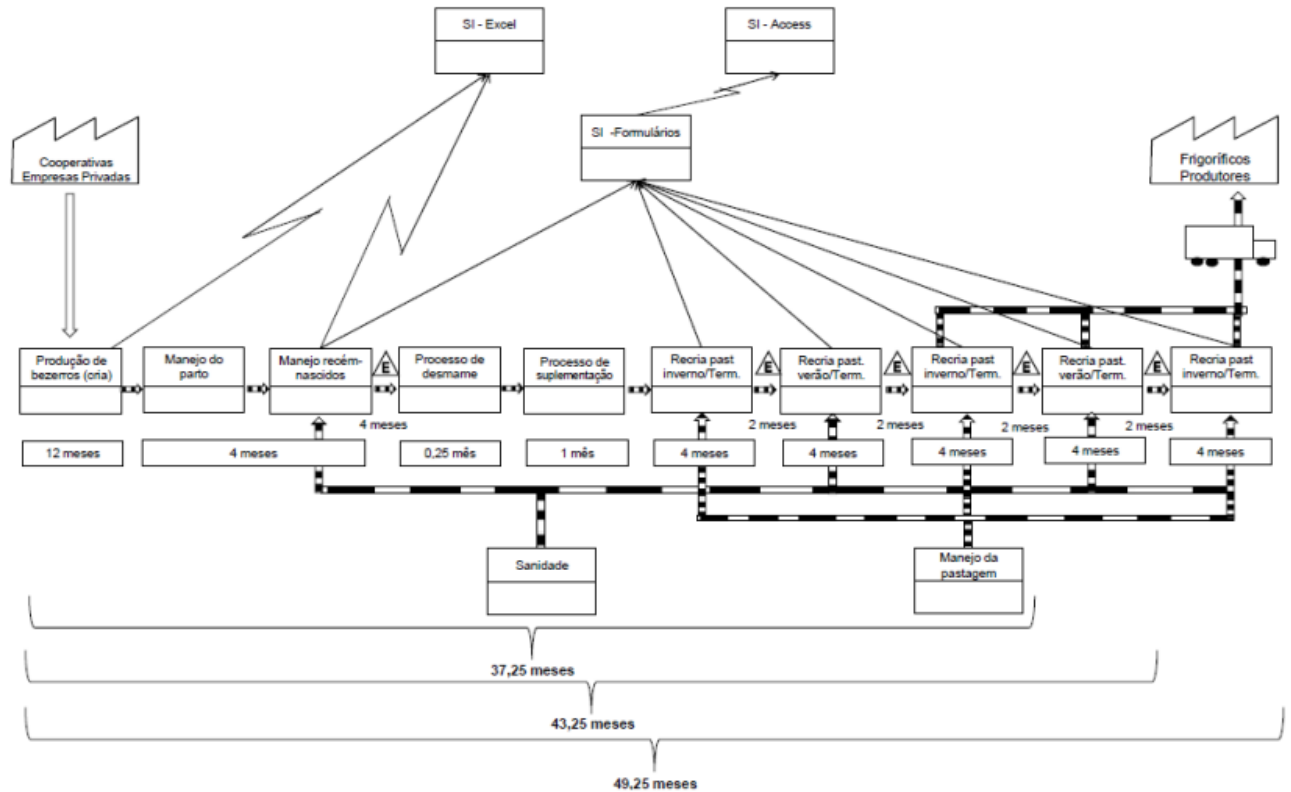 SI - Excel
SI - Access
SI -Formulários
Cooperativas
Empresas Privadas
Frigoríficos
Produtores
Produção de
bezerros (cria)
Manejo do
parto
Manejo recém-
nascidos
E
Processo de
desmame
Processo de
suplementação
Recria past
inverno/Term.
E
Recria past.
verão/Term.
E
Recria past
inverno/Term.
E
Recria past.
verão/Term.
E
Recria past
inverno/Term.
4 meses
2 meses
2 meses
2 meses
2 meses
12 meses
4 meses
0,25 mês
1 mês
4 meses
4 meses
4 meses
4 meses
4 meses
Sanidade
Manejo da
pastagem
37,25 meses
43,25 meses
49,25 meses